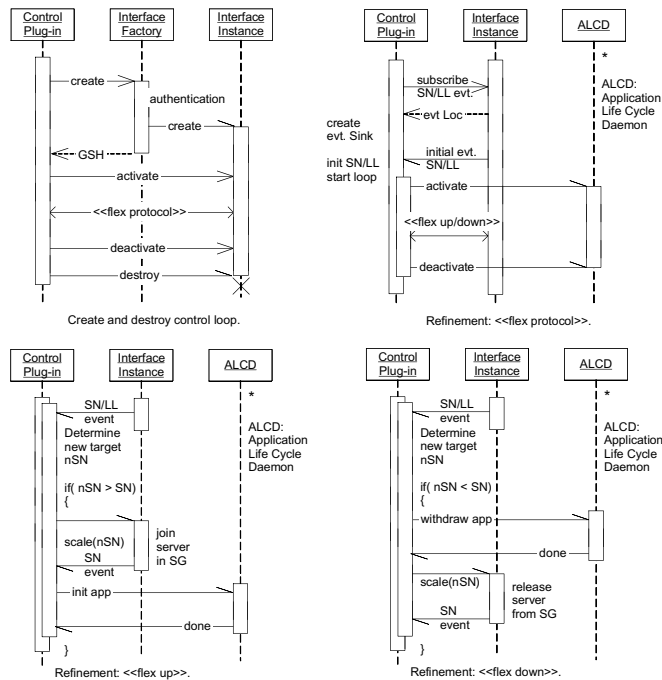 Control
Plug-in
Interface
Factory
Interface
Instance
create
authentication
create
GSH
activate
<<flex protocol>>
deactivate
destroy
Create and destroy control loop.
Control
Plug-in
Interface
Instance
ALCD
*
ALCD:
Application
Life Cycle
Daemon
subscribe
SN/LL evt.
evt Loc
create
evt. Sink
initial evt.
SN/LL
init SN/LL
start loop
activate
<<flex up/down>>
deactivate
Refinement: <<flex protocol>>.
Control
Plug-in
Interface
Instance
ALCD
*
ALCD:
Application
Life Cycle
Daemon
SN/LL
event
Determine
new target
nSN
if( nSN > SN)
{
scale(nSN)
join
server
in SG
SN
event
init app
done
}
Refinement: <<flex up>>.
Control
Plug-in
Interface
Instance
ALCD
*
ALCD:
Application
Life Cycle
Daemon
SN/LL
event
Determine
new target
nSN
if( nSN < SN)
{
withdraw app
done
scale(nSN)
release
server
from SG
SN
event
}
Refinement: <<flex down>>.